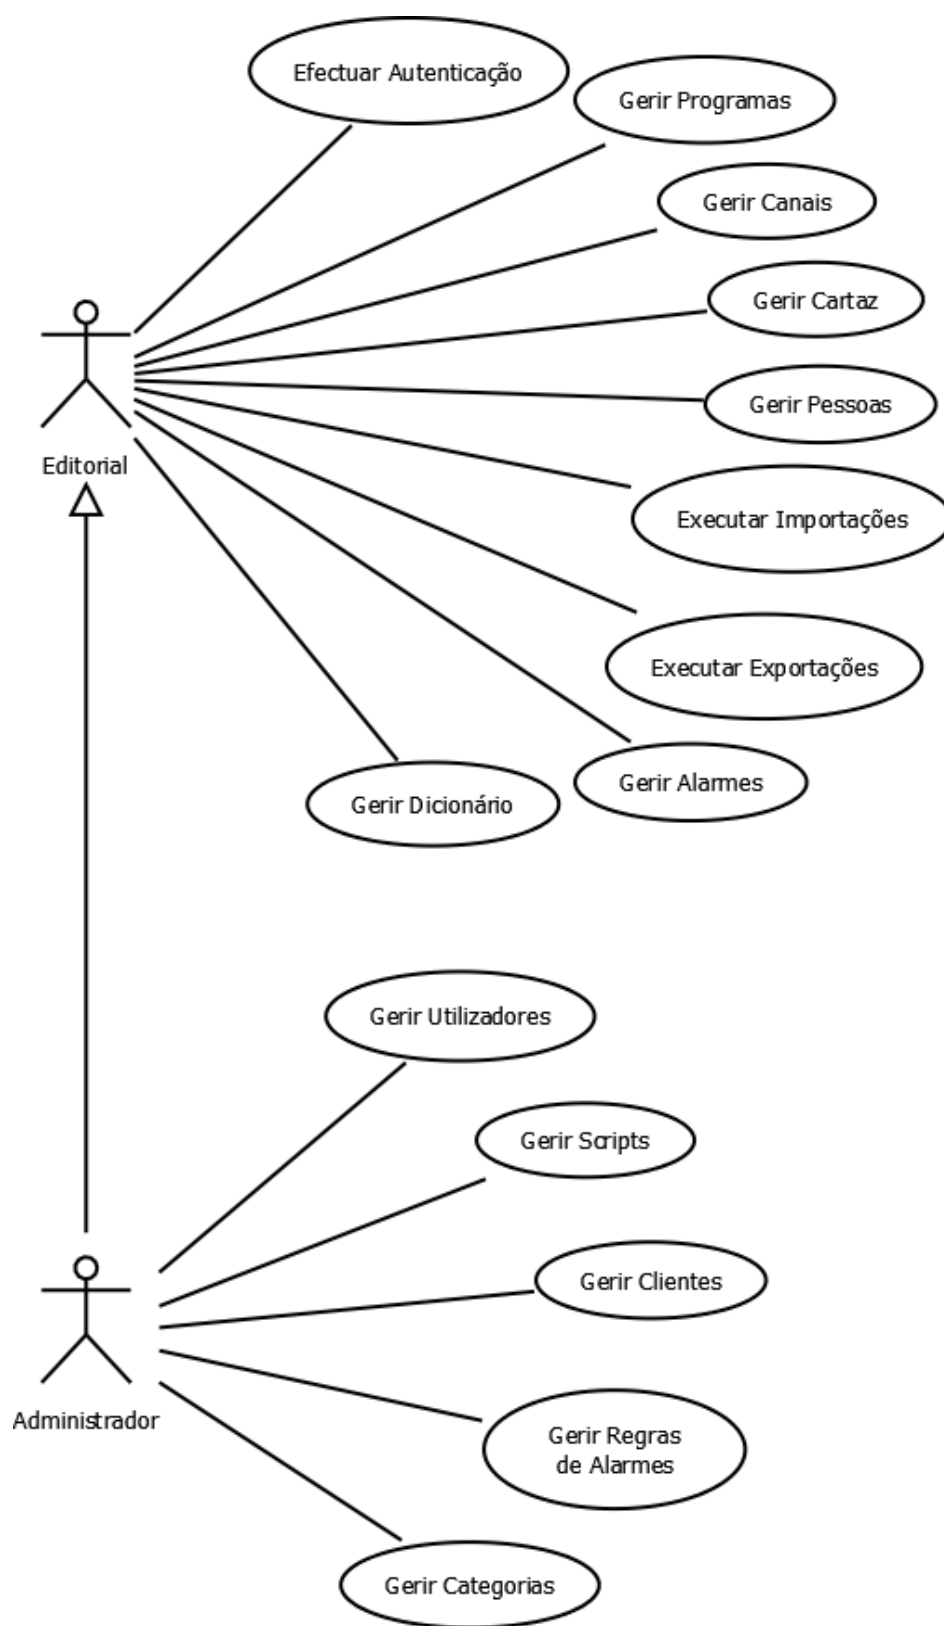 Efectuar Autenticação
Gerir Programas
Gerir Canais
Gerir Cartaz
Gerir Pessoas
Editorial
Executar Importações
Executar Exportações
Gerir Alarmes
Gerir Dicionário
Gerir Utilizadores
Gerir Scripts
Gerir Clientes
Administrador
Gerir Regras
de Alarmes
Gerir Categorias